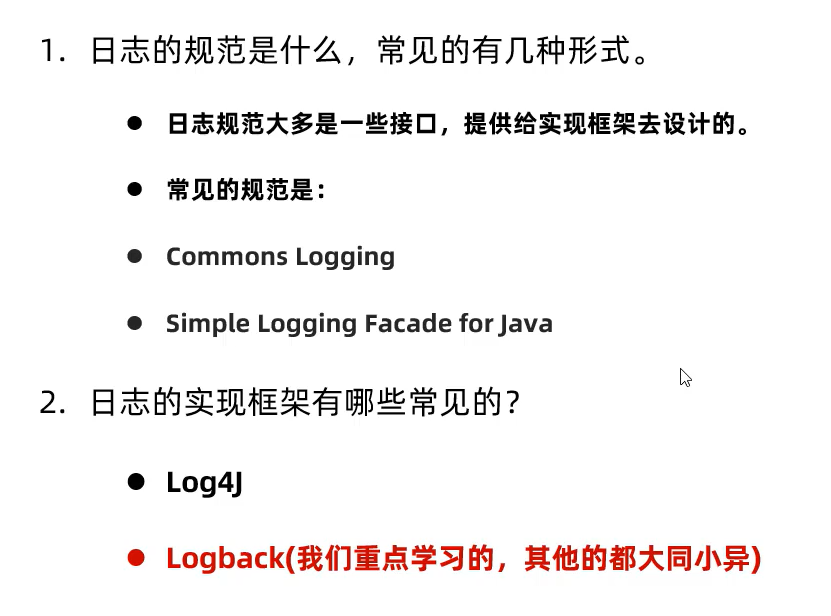 1. 日志的规范是什么，常见的有几种形式。
● 日志规范大多是一些接口，提供给实现框架去设计的。
● 常见的规范是：
● Commons Logging
● Simple Logging Facade for Java
2. 日志的实现框架有哪些常见的？
● Log4J
● Logback(我们重点学习的，其他的都大同小异)